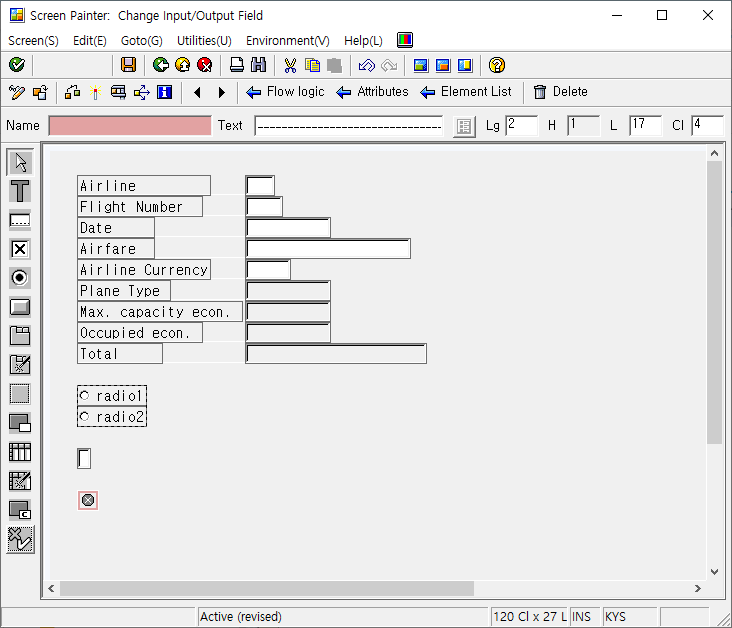 Screen Painter: Change Input/Output Field
Screen(S) Edit(E) Goto(G) Utilities(U) Environment(V) Help(L)
Flow logic Attributes Element List Delete
Name Text ________________________________ Lg 2 H 1 L 17 Cl 4
Airline
Flight Number
Date
Airfare
Airline Currency
Plane Type
Max. capacity econ.
Occupied econ.
Total
radio1
radio2
Active (revised) 120 Cl x 27 L INS KYS